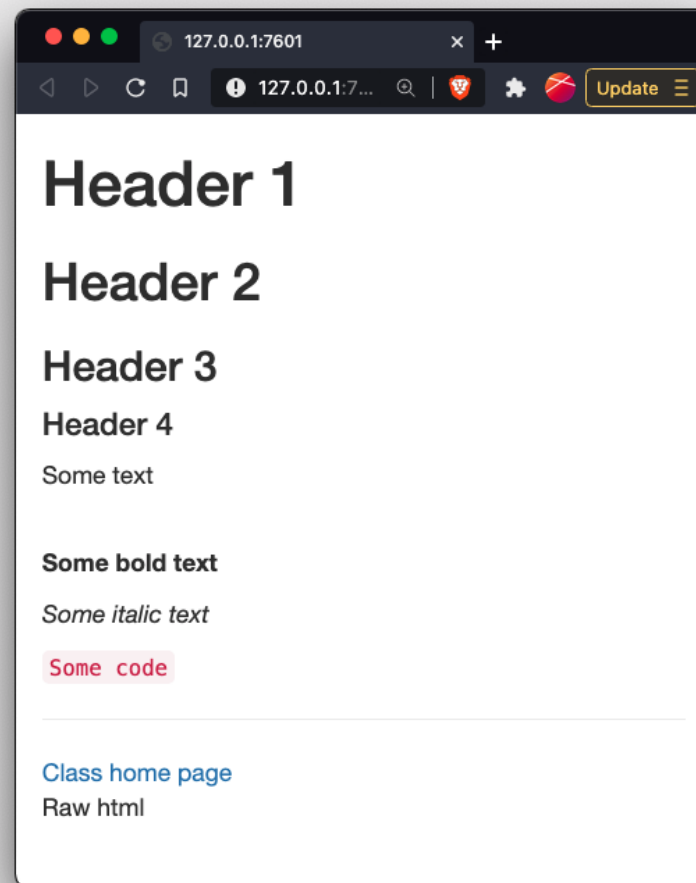 127.0.0.1:7601
127.0.0.1:7...
Update
Header 1
Header 2
Header 3
Header 4
Some text
Some bold text
Some italic text
Some code
Class home page
Raw html